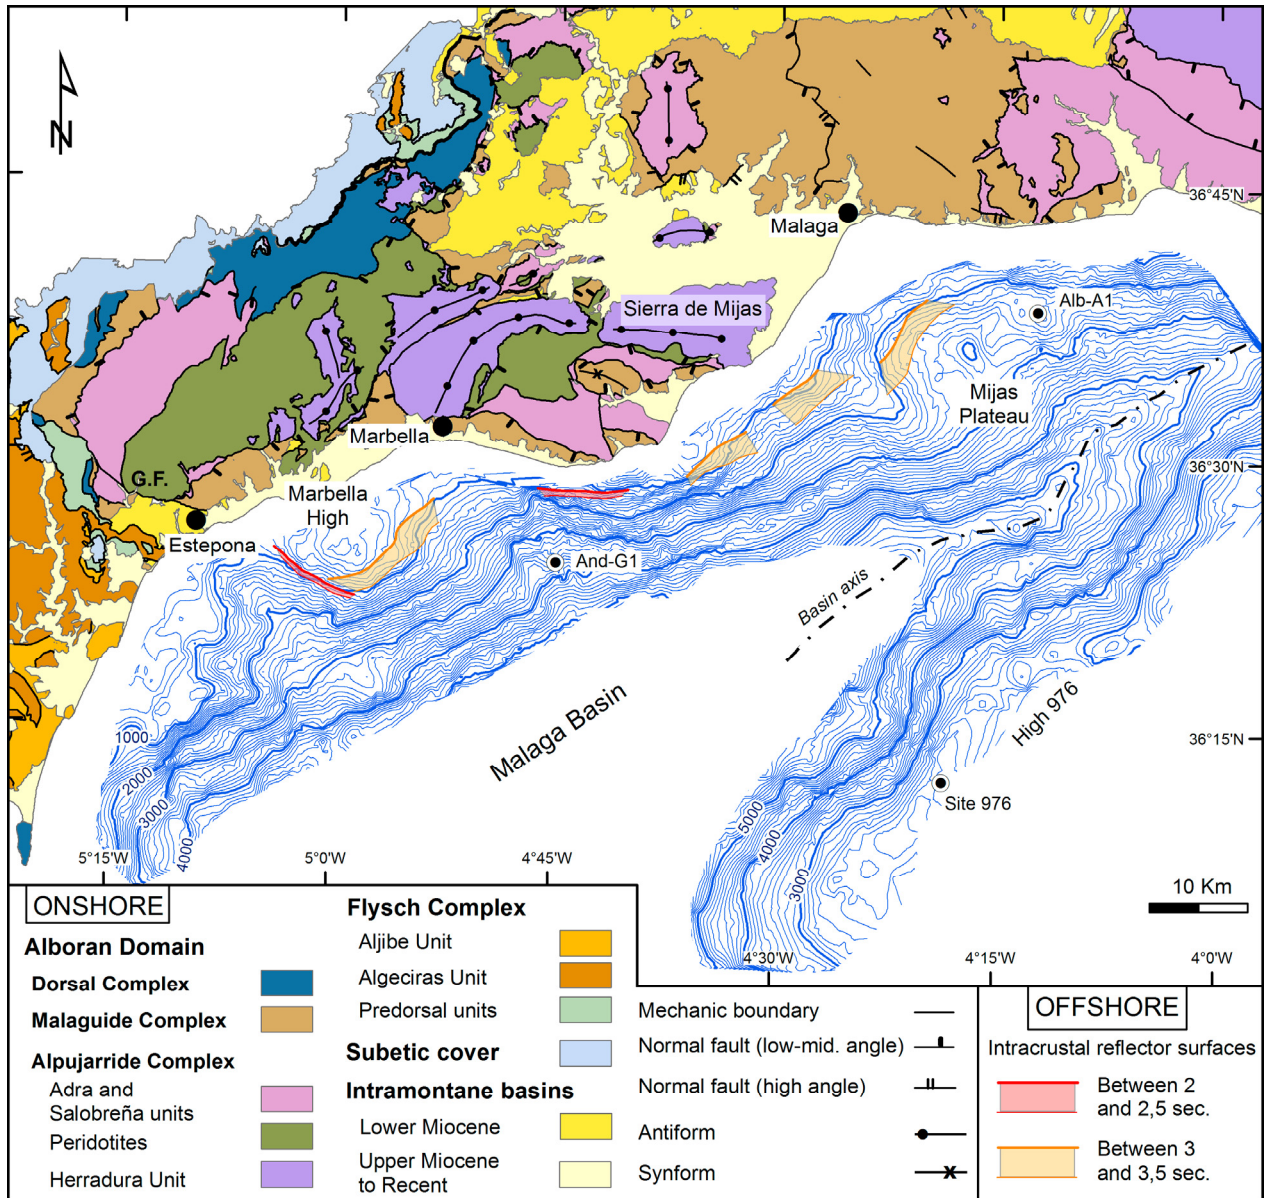 N
36°45'N
Malaga
Alb-A1
Sierra de Mijas
Mijas
Plateau
Marbella
36°30'N
G.F.
Marbella
High
Estepona
And-G1
Basin axis
Malaga Basin
High 976
36°15'N
1000
2000
3000
4000
5000
4000
3000
Site 976
5°15'W
5°0'W
4°45'W
10 Km
4°30'W
4°15'W
4°0'W
ONSHORE
Alboran Domain
Dorsal Complex
Malaguide Complex
Alpujarride Complex
Adra and
Salobreña units
Peridotites
Herradura Unit
Flysch Complex
Aljibe Unit
Algeciras Unit
Predorsal units
Subetic cover
Intramontane basins
Lower Miocene
Upper Miocene
to Recent
Mechanic boundary
Normal fault (low-mid. angle)
Normal fault (high angle)
Antiform
Synform
OFFSHORE
Intracrustal reflector surfaces
Between 2
and 2,5 sec.
Between 3
and 3,5 sec.